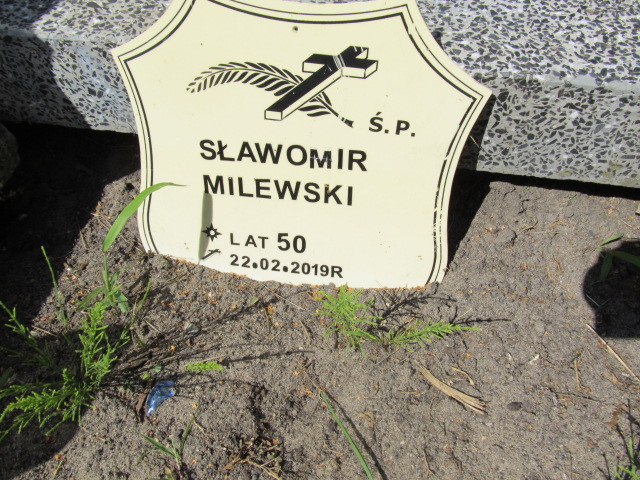 Ś.P.
SŁAWOMIR
MILEWSKI
LAT 50
22.02.2019R